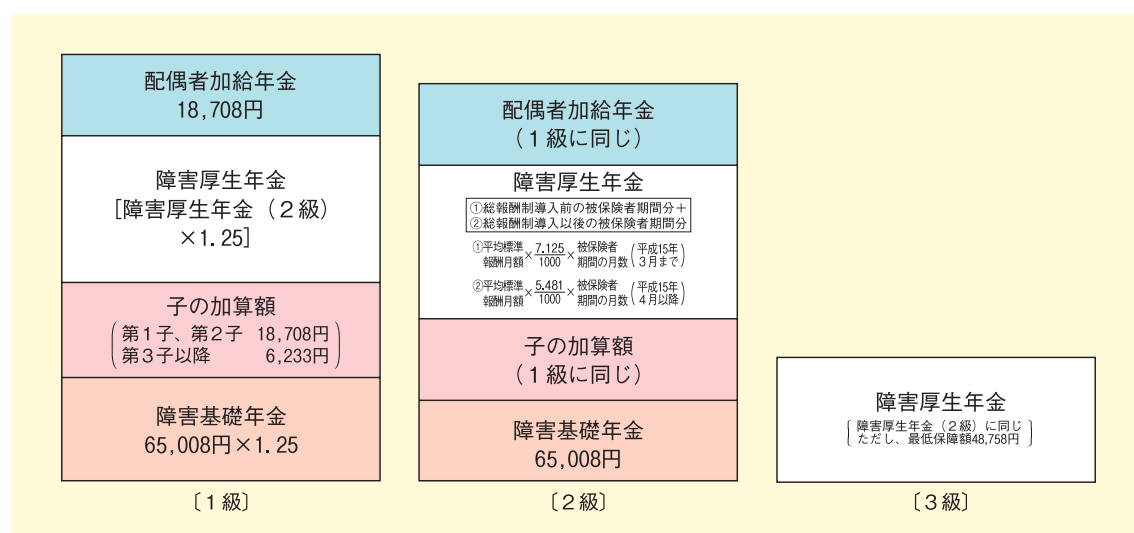 配偶者加給年金
18,708円
障害厚生年金
[障害厚生年金(2級)
×1.25]
子の加算額
第1子、第2子 18,708円
第3子以降 6,233円
障害基礎年金
65,008円×1.25
〔1級〕
配偶者加給年金
(1級に同じ)
障害厚生年金
①総報酬制導入前の被保険者期間分+
②総報酬制導入以後の被保険者期間分
①平均標準報酬月額×7.125/1000×被保険者期間の月数(平成15年3月まで)
②平均標準報酬月額×5.481/1000×被保険者期間の月数(平成15年4月以降)
子の加算額
(1級に同じ)
障害基礎年金
65,008円
〔2級〕
障害厚生年金
障害厚生年金(2級)に同じ
ただし、最低保障額48,758円
〔3級〕